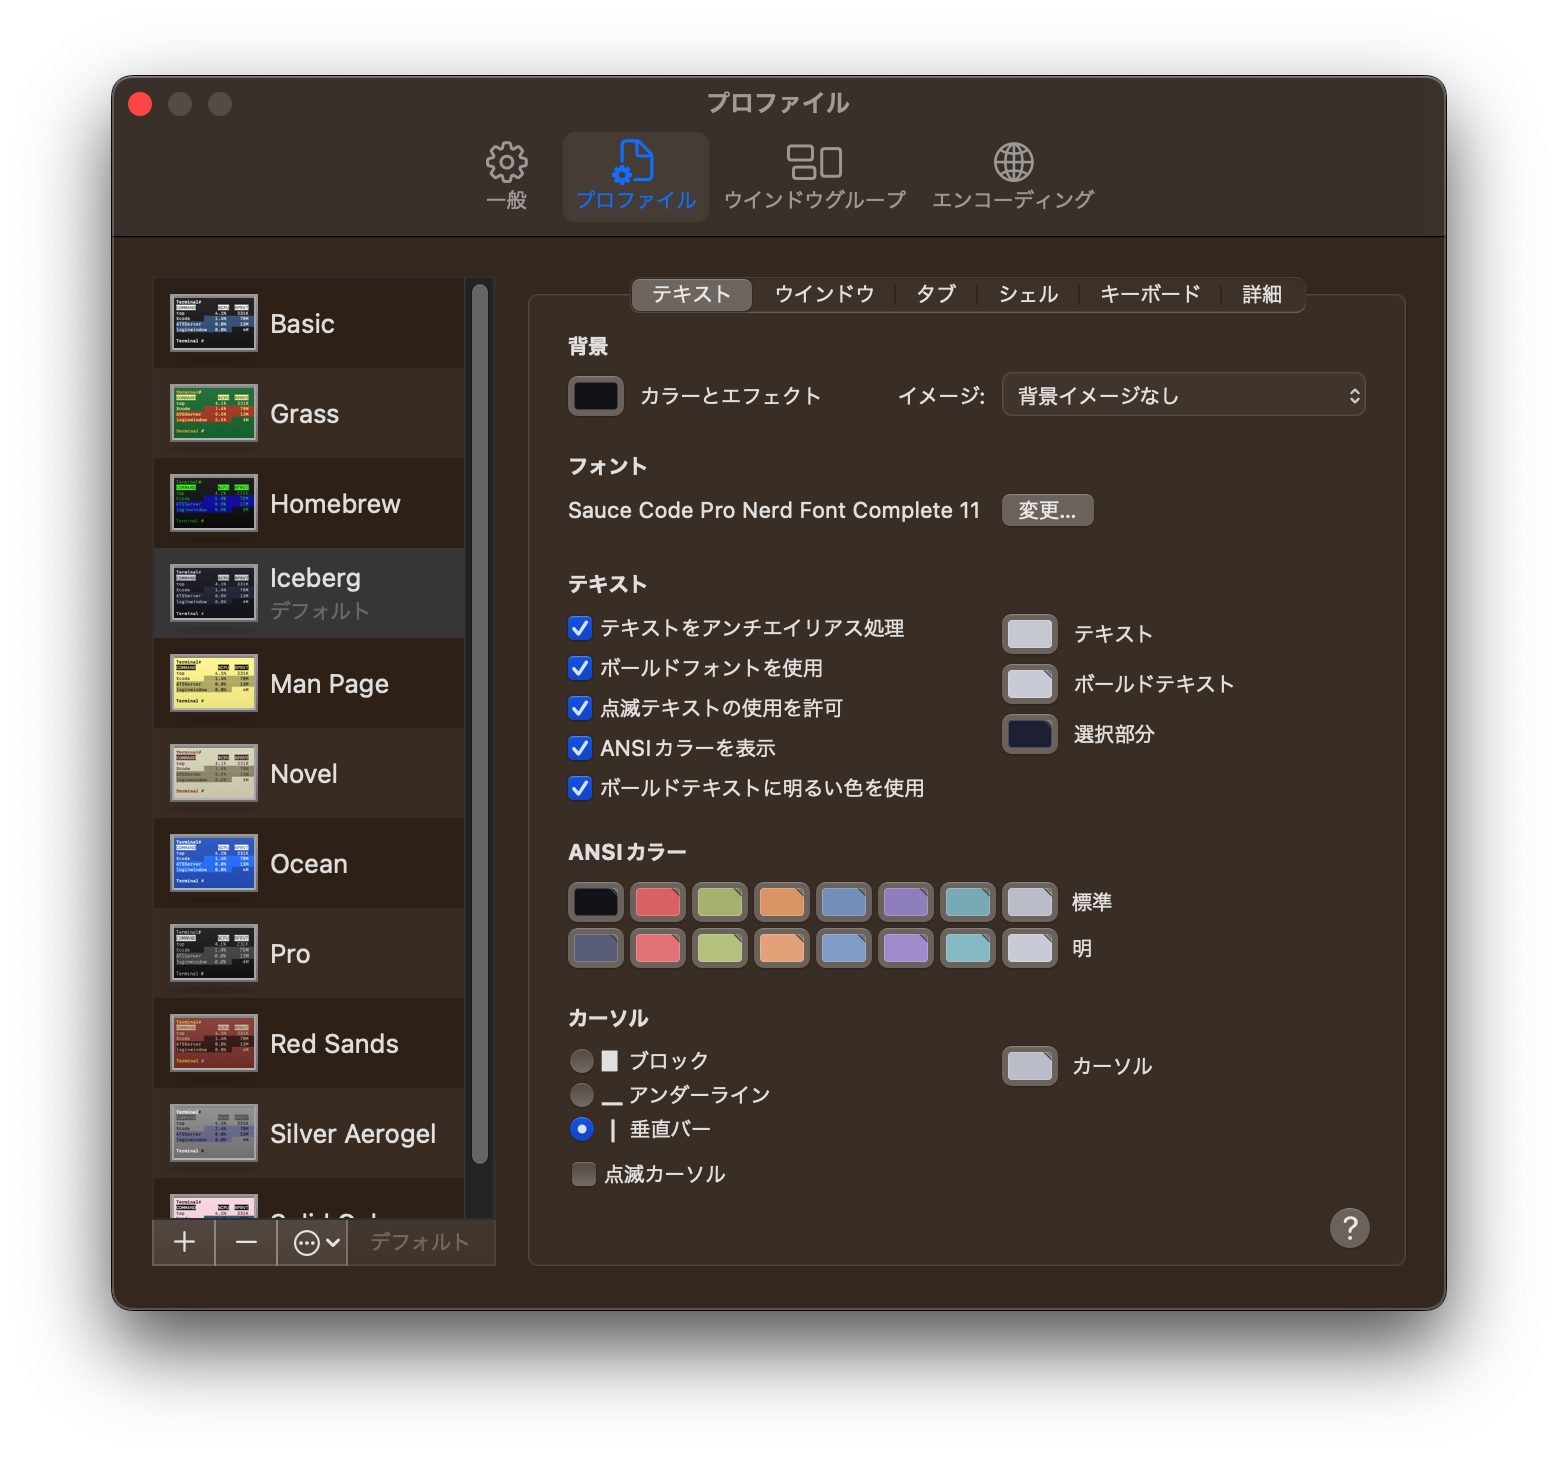 プロファイル
一般
プロファイル
ウインドウグループ
エンコーディング
Basic
Grass
Homebrew
Iceberg
デフォルト
Man Page
Novel
Ocean
Pro
Red Sands
Silver Aerogel
デフォルト
テキスト
ウインドウ
タブ
シェル
キーボード
詳細
背景
カラーとエフェクト
イメージ:
背景イメージなし
フォント
Sauce Code Pro Nerd Font Complete 11
変更...
テキスト
テキストをアンチエイリアス処理
ボールドフォントを使用
点滅テキストの使用を許可
ANSIカラーを表示
ボールドテキストに明るい色を使用
テキスト
ボールドテキスト
選択部分
ANSIカラー
標準
明
カーソル
ブロック
アンダーライン
垂直バー
点滅カーソル
カーソル
?